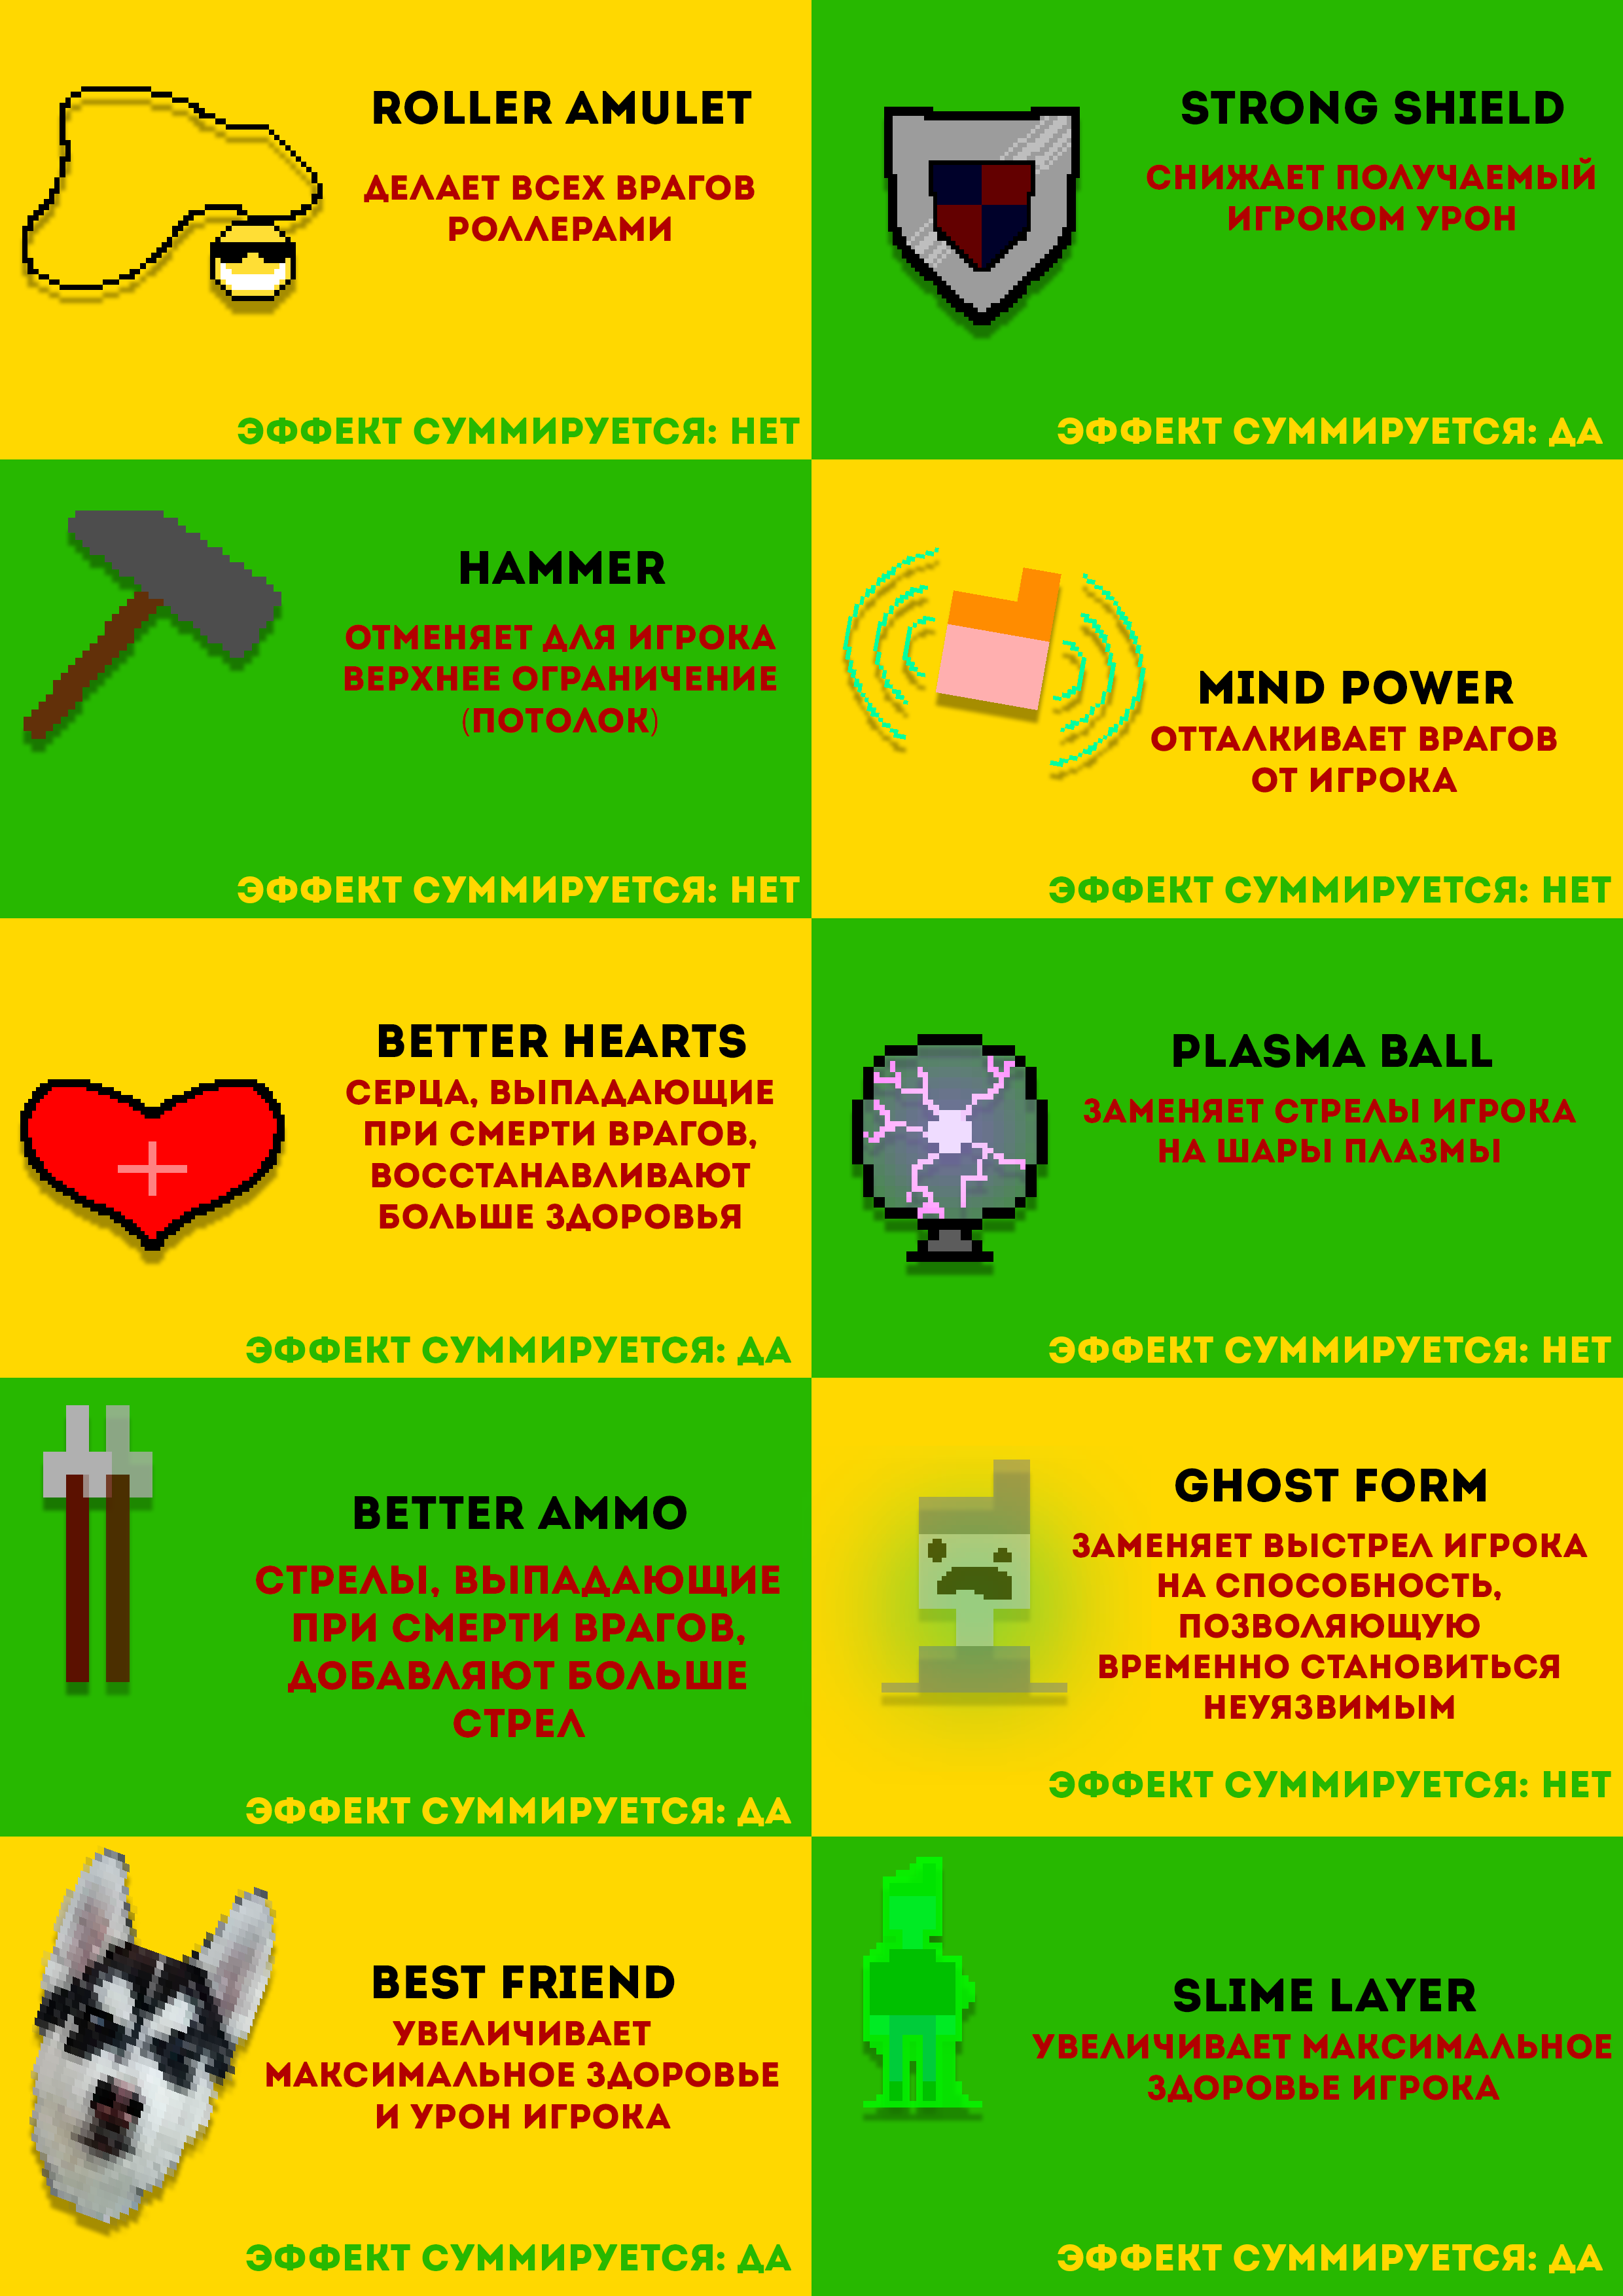 ROLLER AMULET
ДЕЛАЕТ ВСЕХ ВРАГОВ
РОЛЛЕРАМИ
ЭФФЕКТ СУММИРУЕТСЯ: НЕТ
STRONG SHIELD
СНИЖАЕТ ПОЛУЧАЕМЫЙ
ИГРОКОМ УРОН
ЭФФЕКТ СУММИРУЕТСЯ: ДА
HAMMER
ОТМЕНЯЕТ ДЛЯ ИГРОКА
ВЕРХНЕЕ ОГРАНИЧЕНИЕ
(ПОТОЛОК)
ЭФФЕКТ СУММИРУЕТСЯ: НЕТ
MIND POWER
ОТТАЛКИВАЕТ ВРАГОВ
ОТ ИГРОКА
ЭФФЕКТ СУММИРУЕТСЯ: НЕТ
BETTER HEARTS
СЕРЦА, ВЫПАДАЮЩИЕ
ПРИ СМЕРТИ ВРАГОВ,
ВОССТАНАВЛИВАЮТ
БОЛЬШЕ ЗДОРОВЬЯ
ЭФФЕКТ СУММИРУЕТСЯ: ДА
PLASMA BALL
ЗАМЕНЯЕТ СТРЕЛЫ ИГРОКА
НА ШАРЫ ПЛАЗМЫ
ЭФФЕКТ СУММИРУЕТСЯ: НЕТ
BETTER AMMO
СТРЕЛЫ, ВЫПАДАЮЩИЕ
ПРИ СМЕРТИ ВРАГОВ,
ДОБАВЛЯЮТ БОЛЬШЕ
СТРЕЛ
ЭФФЕКТ СУММИРУЕТСЯ: ДА
GHOST FORM
ЗАМЕНЯЕТ ВЫСТРЕЛ ИГРОКА
НА СПОСОБНОСТЬ,
ПОЗВОЛЯЮЩУЮ
ВРЕМЕННО СТАНОВИТЬСЯ
НЕУЯЗВИМЫМ
ЭФФЕКТ СУММИРУЕТСЯ: НЕТ
BEST FRIEND
УВЕЛИЧИВАЕТ
МАКСИМАЛЬНОЕ ЗДОРОВЬЕ
И УРОН ИГРОКА
ЭФФЕКТ СУММИРУЕТСЯ: ДА
SLIME LAYER
УВЕЛИЧИВАЕТ МАКСИМАЛЬНОЕ
ЗДОРОВЬЕ ИГРОКА
ЭФФЕКТ СУММИРУЕТСЯ: ДА